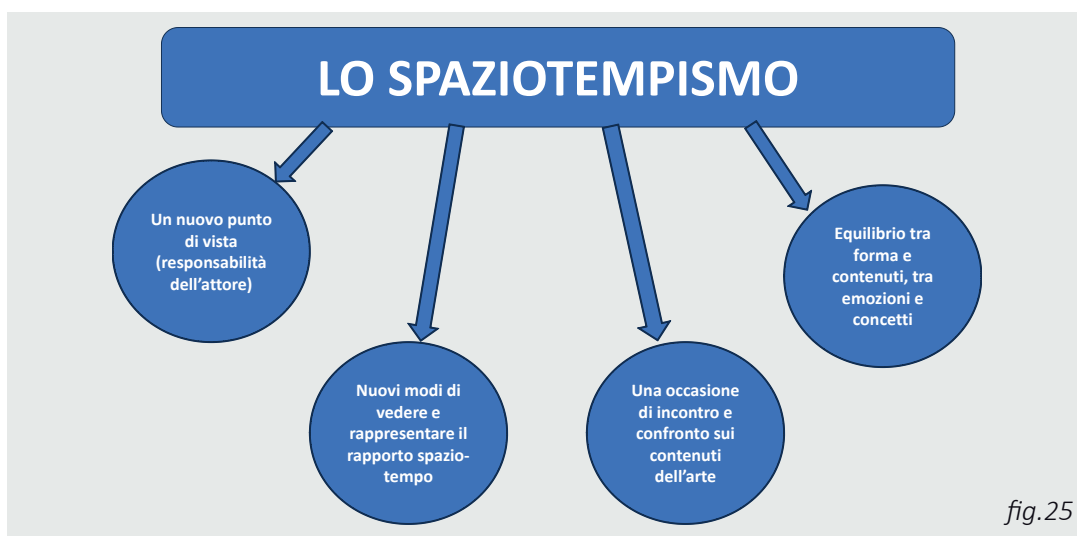 LO SPAZIOTEMPISMO
Un nuovo punto
di vista
(responsabilità
dell’attore)
Nuovi modi di
vedere e
rappresentare il
rapporto spazio-
tempo
Una occasione
di incontro e
confronto sui
contenuti
dell’arte
Equilibrio tra
forma e
contenuti, tra
emozioni e
concetti
fig.25